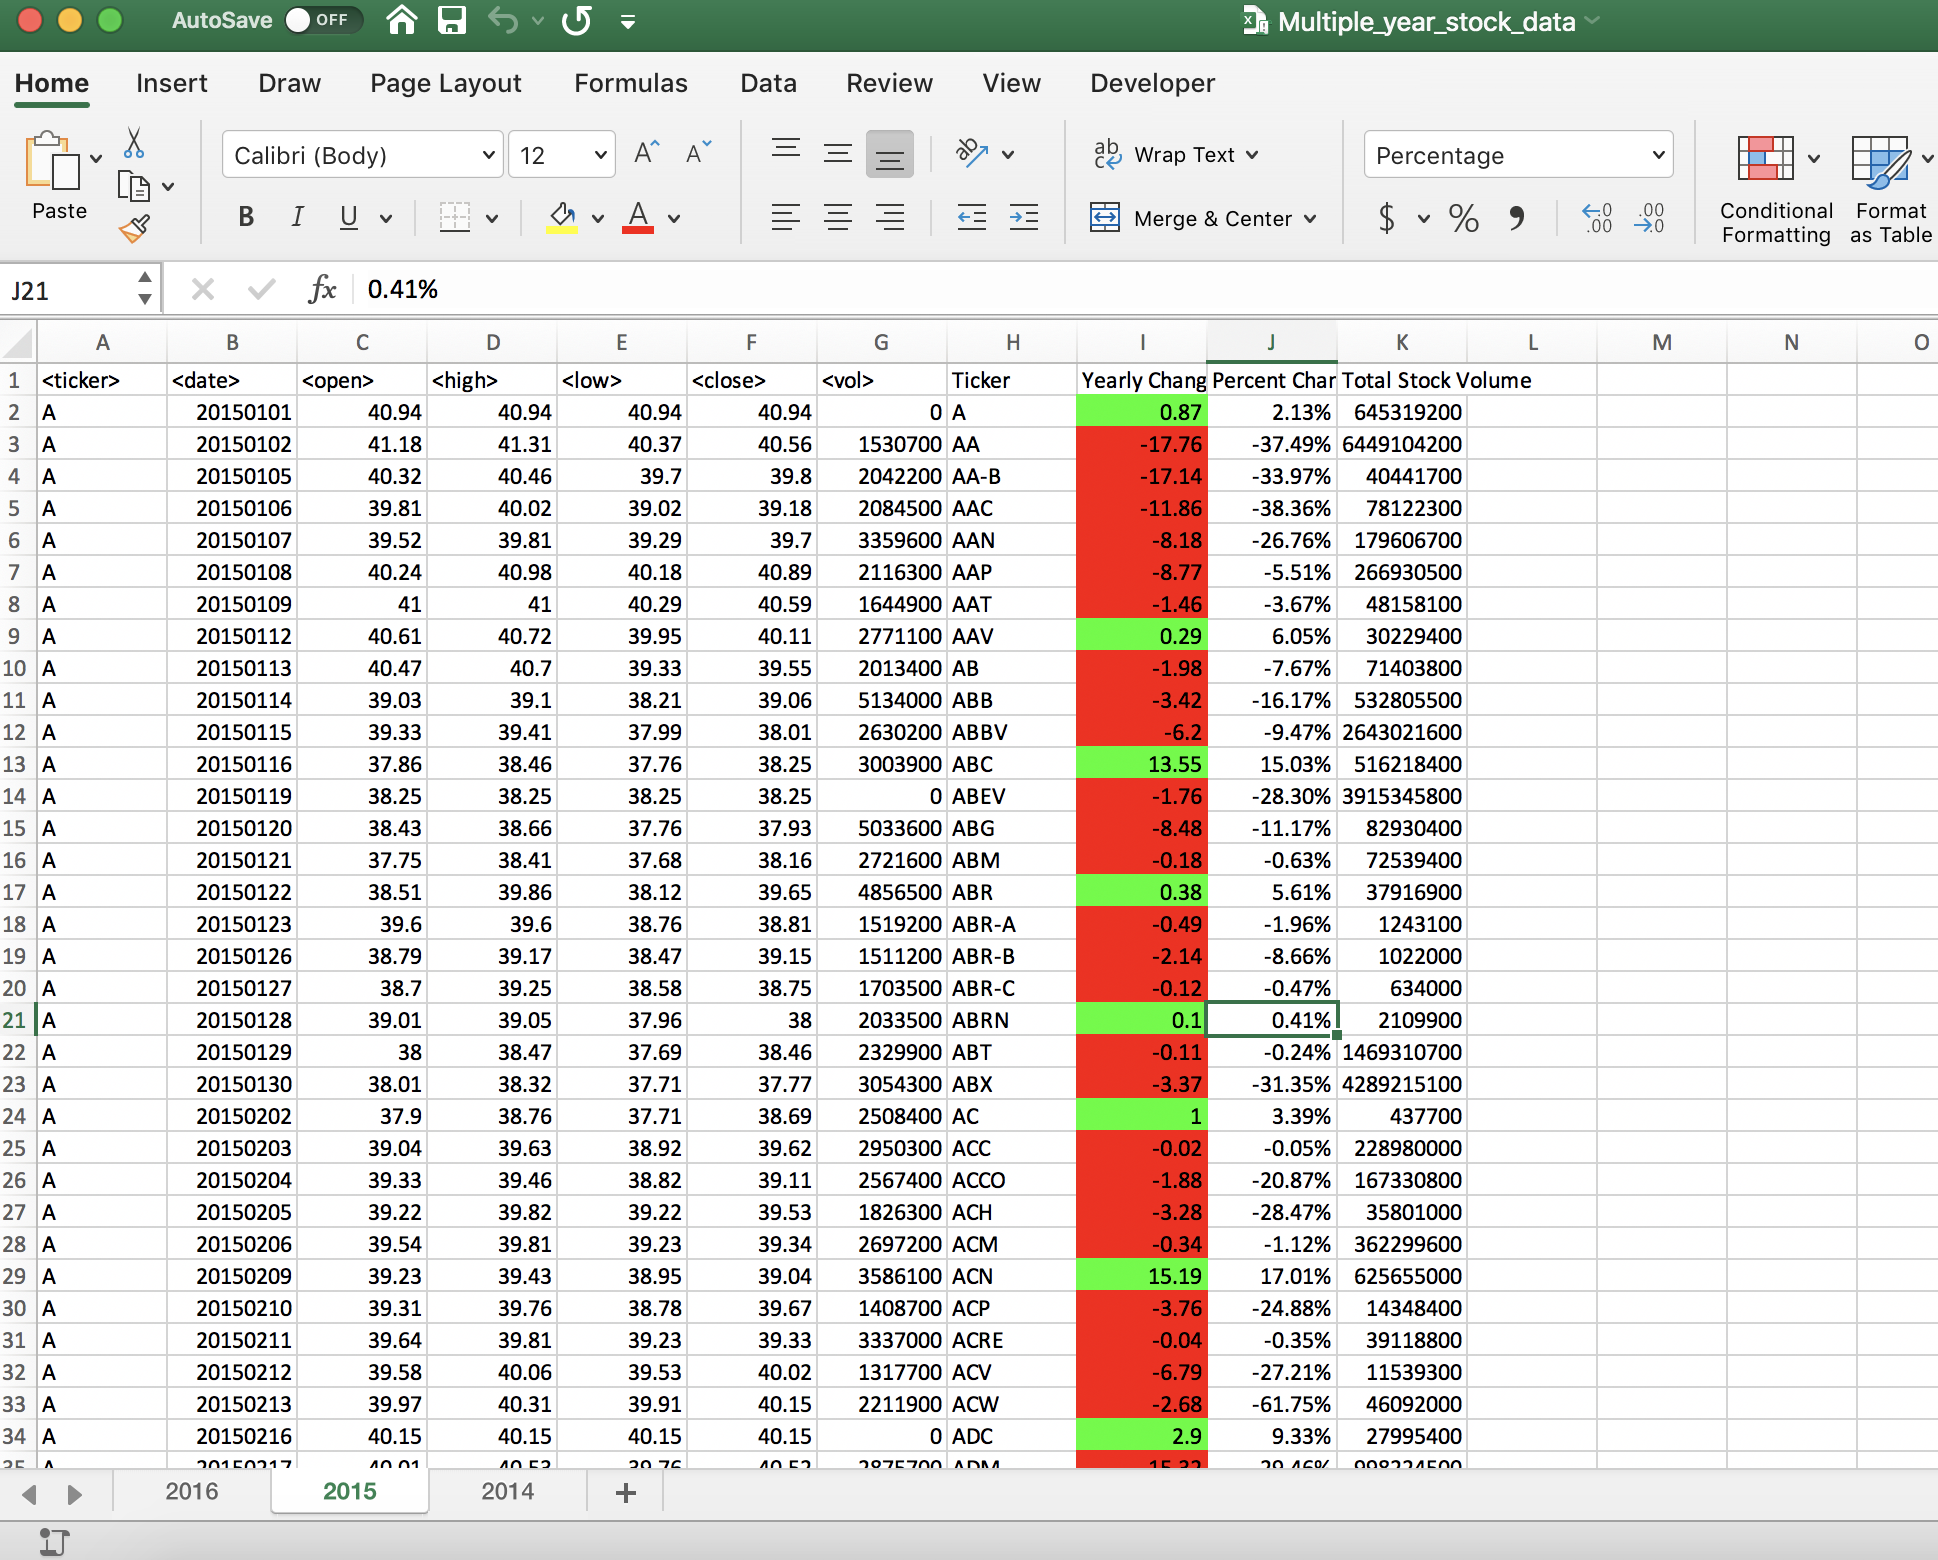 AutoSave OFF Multiple_year_stock_data
Home Insert Draw Page Layout Formulas Data Review View Developer
Paste Calibri (Body) 12 A A ab Wrap Text Percentage Conditional Formatting Format as Table
B I U A Merge & Center $ % 9 .0 .00 .00 .0
J21 fx 0.41%
A B C D E F G H I J K L M N O
1 <ticker> <date> <open> <high> <low> <close> <vol> Ticker Yearly Chang Percent Char Total Stock Volume
2 A 20150101 40.94 40.94 40.94 40.94 0 A 0.87 2.13% 645319200
3 A 20150102 41.18 41.31 40.37 40.56 1530700 AA -17.76 -37.49% 6449104200
4 A 20150105 40.32 40.46 39.7 39.8 2042200 AA-B -17.14 -33.97% 40441700
5 A 20150106 39.81 40.02 39.02 39.18 2084500 AAC -11.86 -38.36% 78122300
6 A 20150107 39.52 39.81 39.29 39.7 3359600 AAN -8.18 -26.76% 179606700
7 A 20150108 40.24 40.98 40.18 40.89 2116300 AAP -8.77 -5.51% 266930500
8 A 20150109 41 41 40.29 40.59 1644900 AAT -1.46 -3.67% 48158100
9 A 20150112 40.61 40.72 39.95 40.11 2771100 AAV 0.29 6.05% 30229400
10 A 20150113 40.47 40.7 39.33 39.55 2013400 AB -1.98 -7.67% 71403800
11 A 20150114 39.03 39.1 38.21 39.06 5134000 ABB -3.42 -16.17% 532805500
12 A 20150115 39.33 39.41 37.99 38.01 2630200 ABBV -6.2 -9.47% 2643021600
13 A 20150116 37.86 38.46 37.76 38.25 3003900 ABC 13.55 15.03% 516218400
14 A 20150119 38.25 38.25 38.25 38.25 0 ABEV -1.76 -28.30% 3915345800
15 A 20150120 38.43 38.66 37.76 37.93 5033600 ABG -8.48 -11.17% 82930400
16 A 20150121 37.75 38.41 37.68 38.16 2721600 ABM -0.18 -0.63% 72539400
17 A 20150122 38.51 39.86 38.12 39.65 4856500 ABR 0.38 5.61% 37916900
18 A 20150123 39.6 39.6 38.76 38.81 1519200 ABR-A -0.49 -1.96% 1243100
19 A 20150126 38.79 39.17 38.47 39.15 1511200 ABR-B -2.14 -8.66% 1022000
20 A 20150127 38.7 39.25 38.58 38.75 1703500 ABR-C -0.12 -0.47% 634000
21 A 20150128 39.01 39.05 37.96 38 2033500 ABRN 0.1 0.41% 2109900
22 A 20150129 38 38.47 37.69 38.46 2329900 ABT -0.11 -0.24% 1469310700
23 A 20150130 38.01 38.32 37.71 37.77 3054300 ABX -3.37 -31.35% 4289215100
24 A 20150202 37.9 38.76 37.71 38.69 2508400 AC 1 3.39% 437700
25 A 20150203 39.04 39.63 38.92 39.62 2950300 ACC -0.02 -0.05% 228980000
26 A 20150204 39.33 39.46 38.82 39.11 2567400 ACCO -1.88 -20.87% 167330800
27 A 20150205 39.22 39.82 39.22 39.53 1826300 ACH -3.28 -28.47% 35801000
28 A 20150206 39.54 39.81 39.23 39.34 2697200 ACM -0.34 -1.12% 362299600
29 A 20150209 39.23 39.43 38.95 39.04 3586100 ACN 15.19 17.01% 625655000
30 A 20150210 39.31 39.76 38.78 39.67 1408700 ACP -3.76 -24.88% 14348400
31 A 20150211 39.64 39.81 39.23 39.33 3337000 ACRE -0.04 -0.35% 39118800
32 A 20150212 39.58 40.06 39.53 40.02 1317700 ACV -6.79 -27.21% 11539300
33 A 20150213 39.97 40.31 39.91 40.15 2211900 ACW -2.68 -61.75% 46092000
34 A 20150216 40.15 40.15 40.15 40.15 0 ADC 2.9 9.33% 27995400
2016 2015 2014 +